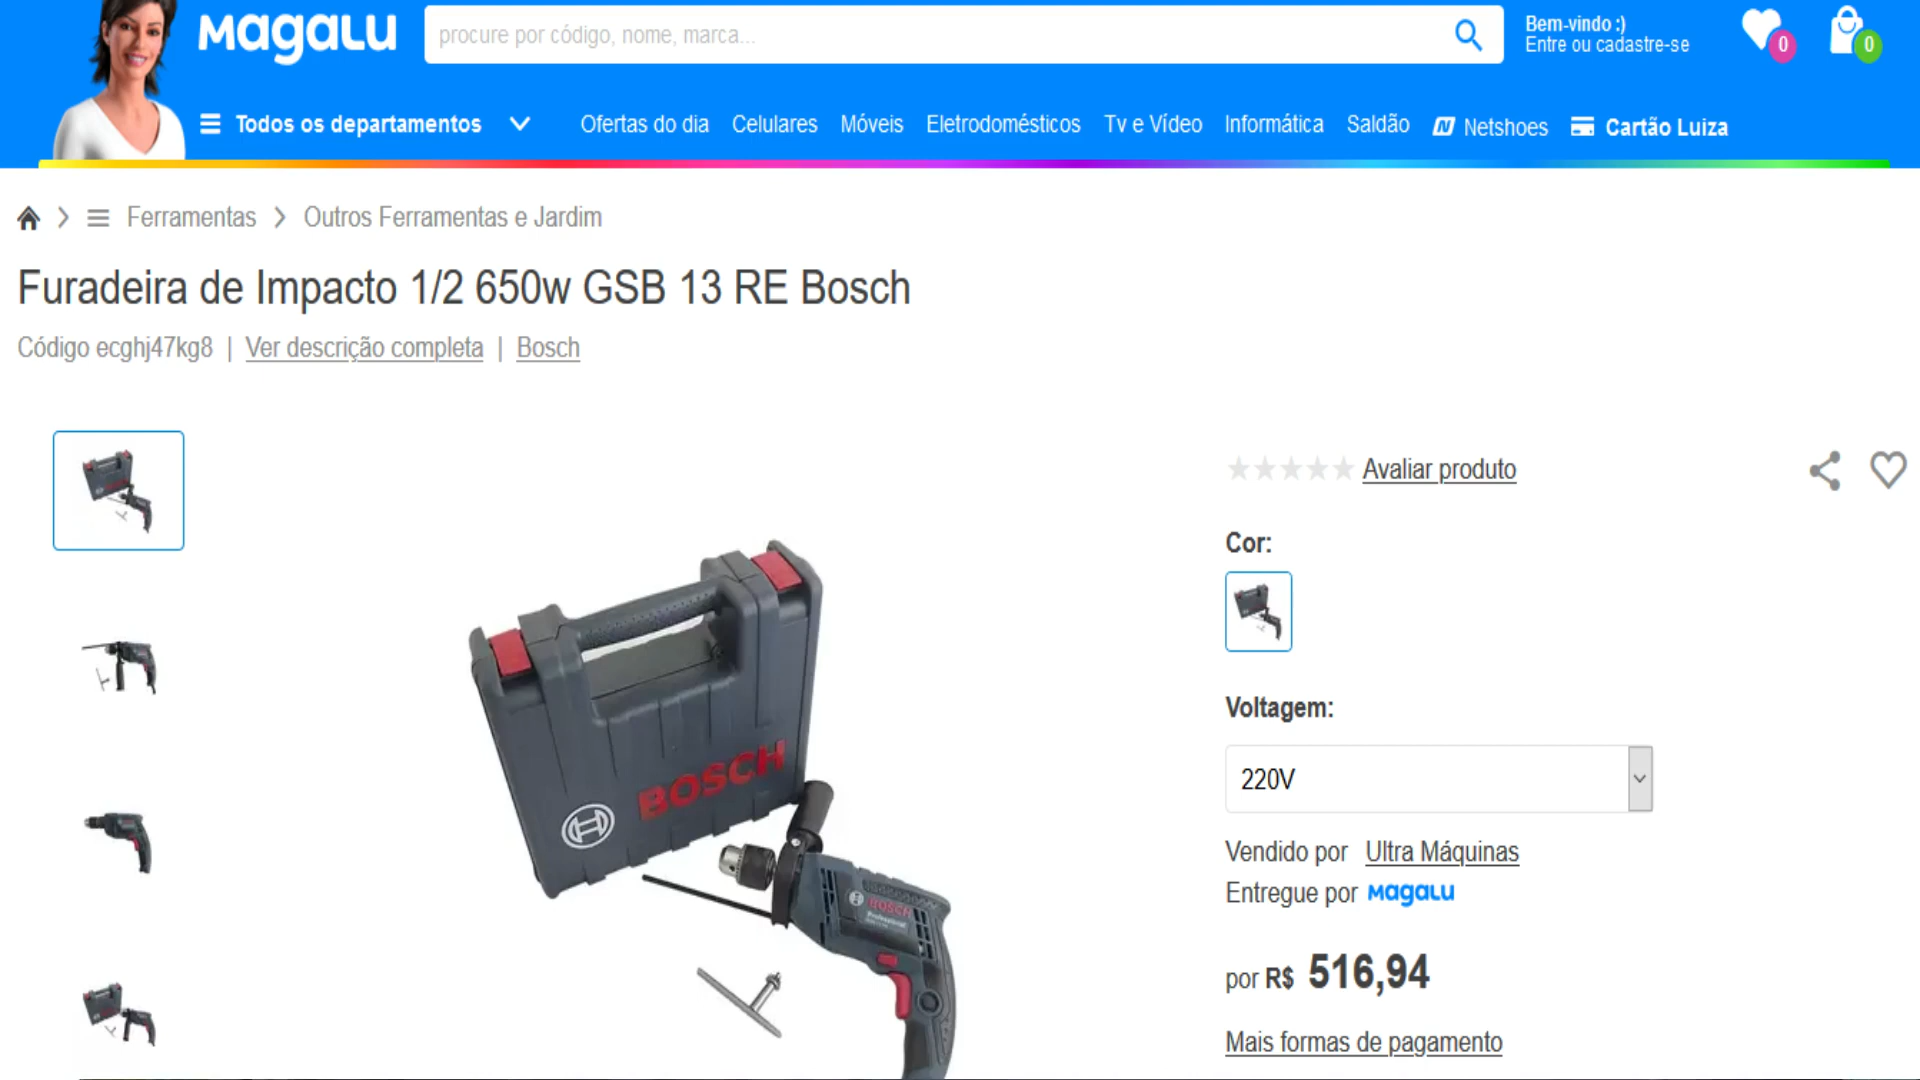 Magalu
procure por código, nome, marca...
Bem-vindo :)
Entre ou cadastre-se
0
0
Todos os departamentos
Ofertas do dia Celulares Móveis Eletrodomésticos Tv e Vídeo Informática Saldão N Netshoes Cartão Luiza
Ferramentas > Outros Ferramentas e Jardim
Furadeira de Impacto 1/2 650w GSB 13 RE Bosch
Código ecghj47kg8 | Ver descrição completa | Bosch
Avaliar produto
Cor:
BOSCH
BOSCH
Professional
Voltagem:
220V
Vendido por Ultra Máquinas
Entregue por Magalu
por R$ 516,94
Mais formas de pagamento